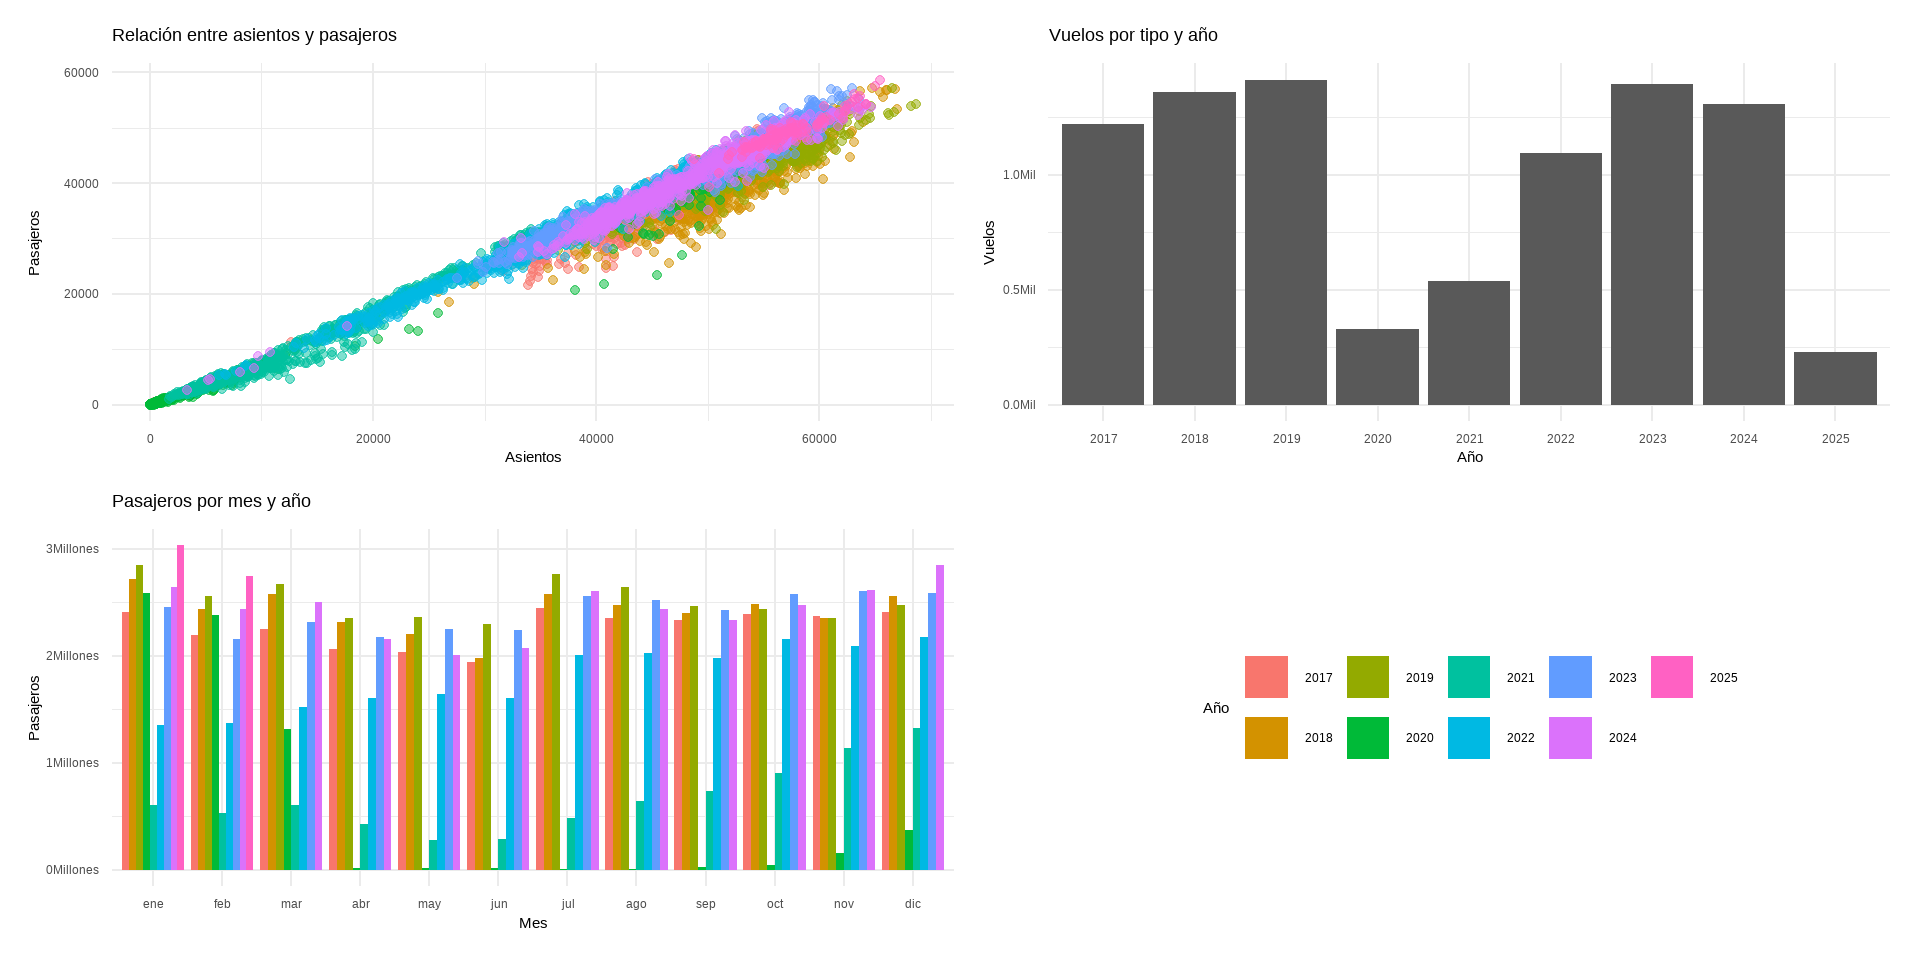 Relación entre asientos y pasajeros
60000
40000
20000
0
Pasajeros
0 20000 40000 60000
Asientos
Vuelos por tipo y año
1.0Mil
0.5Mil
0.0Mil
Vuelos
2017 2018 2019 2020 2021 2022 2023 2024 2025
Año
Pasajeros por mes y año
3Millones
2Millones
1Millones
0Millones
Pasajeros
ene feb mar abr may jun jul ago sep oct nov dic
Mes
Año
2017 2019 2021 2023 2025
2018 2020 2022 2024